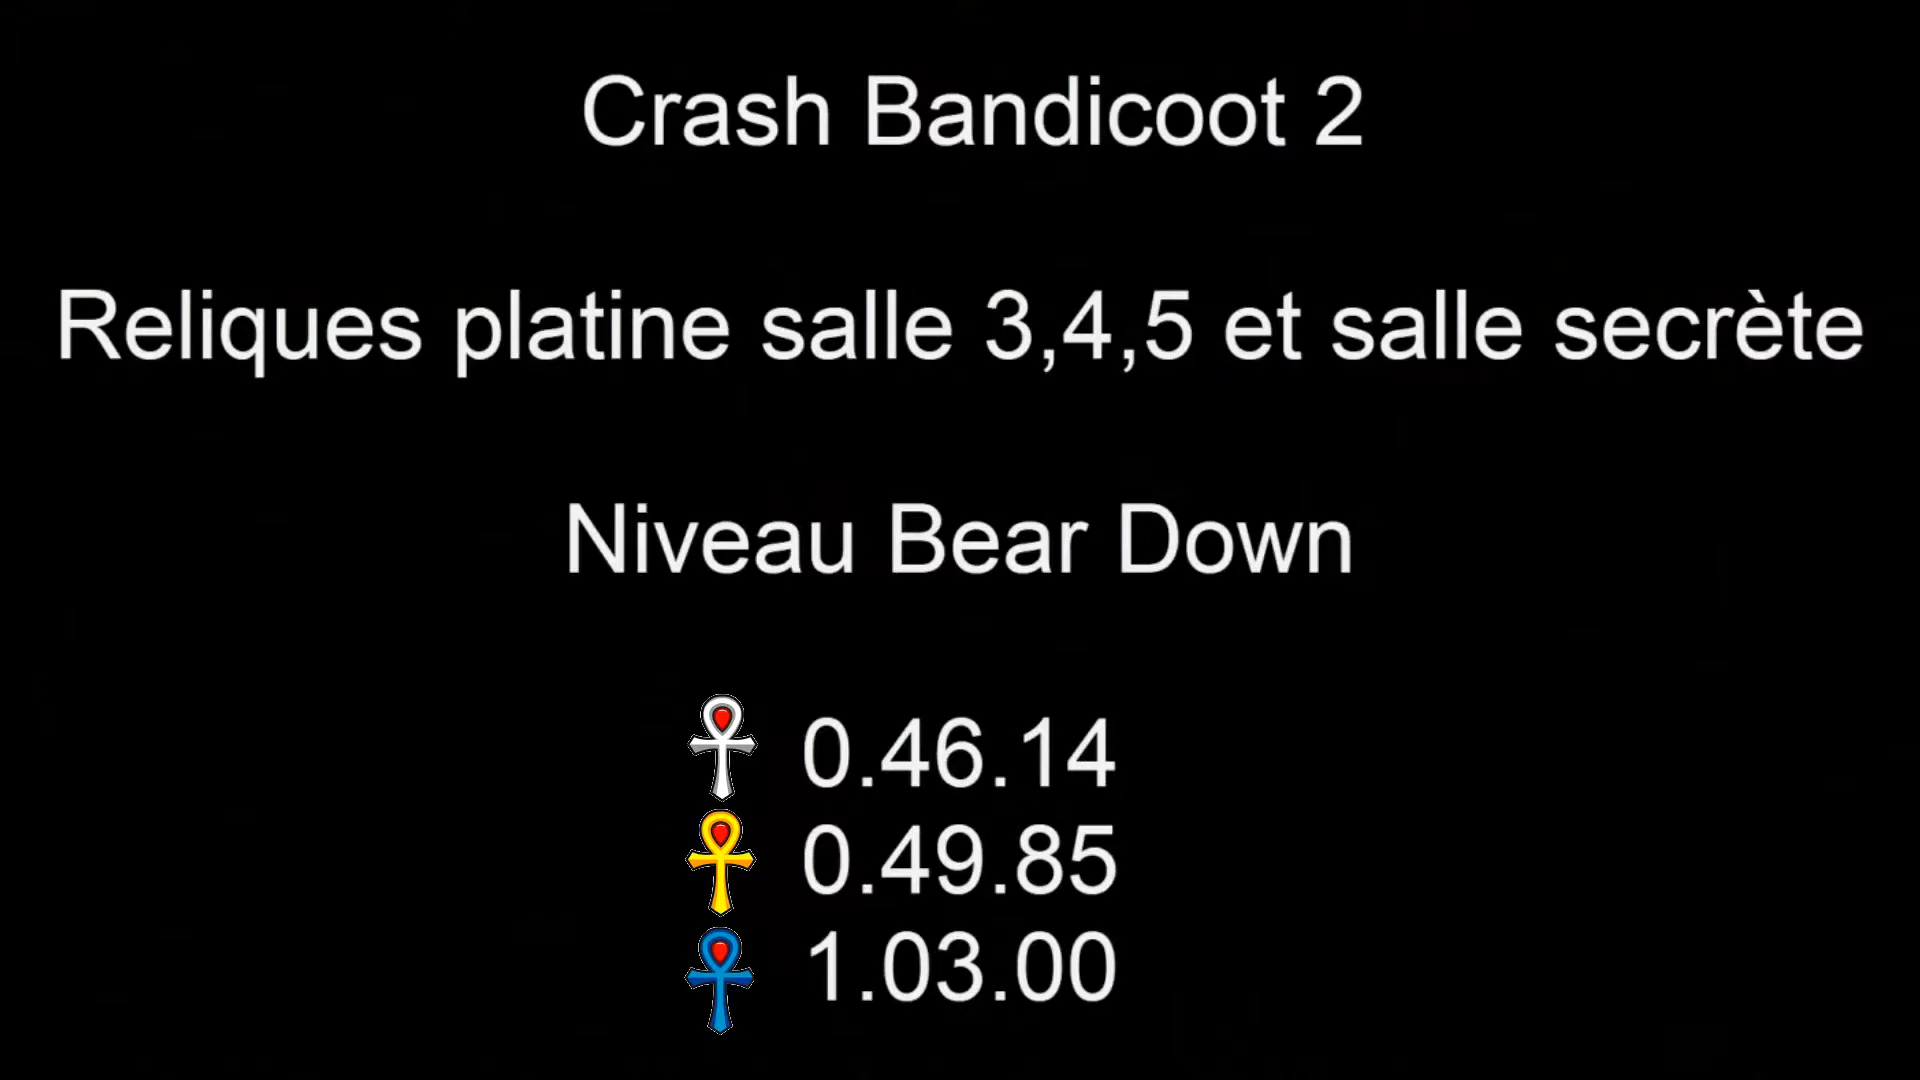 Crash Bandicoot 2
Reliques platine salle 3,4,5 et salle secrète
Niveau Bear Down
0.46.14
0.49.85
1.03.00